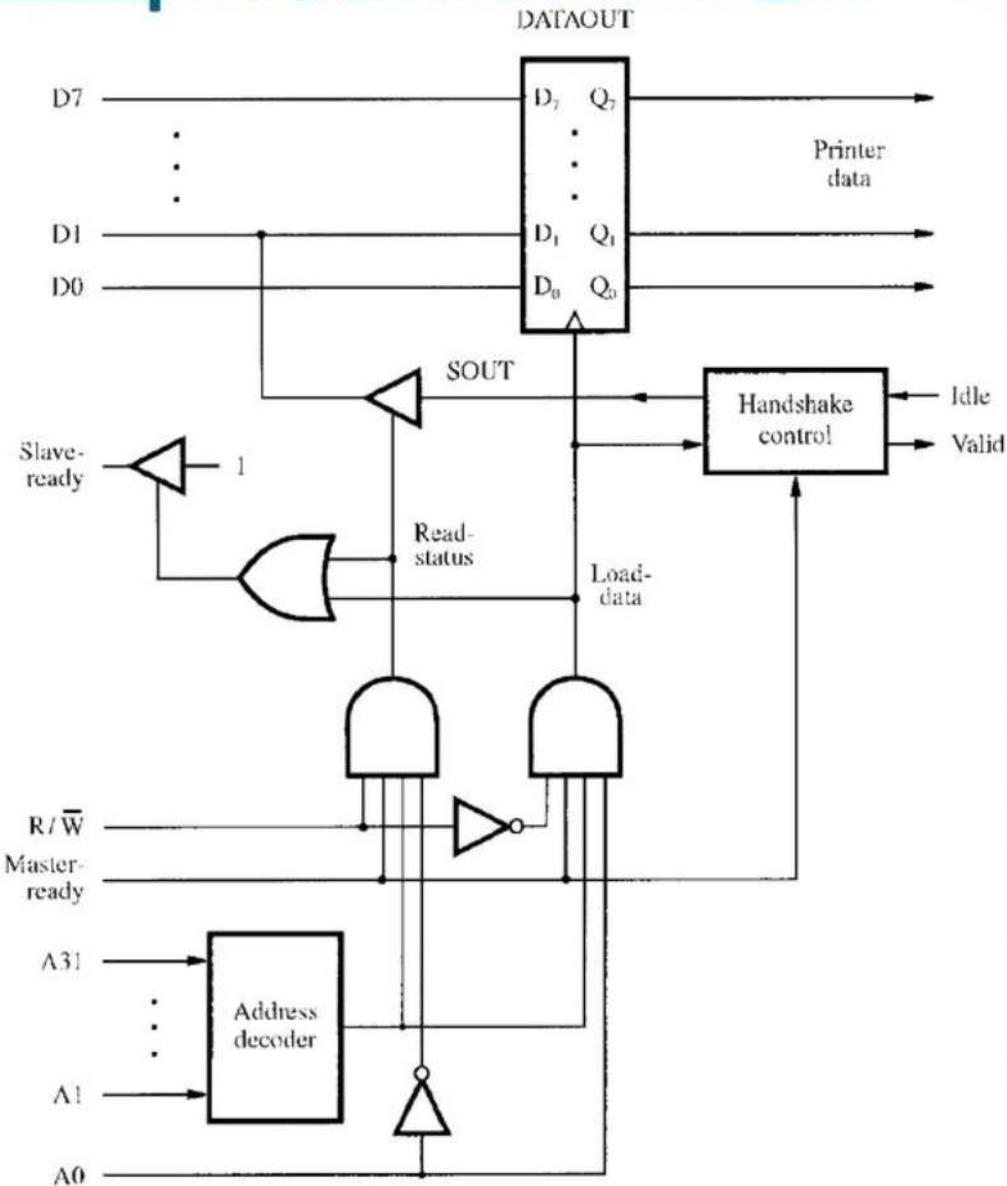 DATAOUT
D7
D₇ Q₇
Printer
data
D1
D₁ Q₁
D0
D₀ Q₀
SOUT
Handshake
control
Idle
Valid
Slave-
ready
1
Read-
status
Load-
data
R/W̅
Master-
ready
A31
Address
decoder
A1
A0